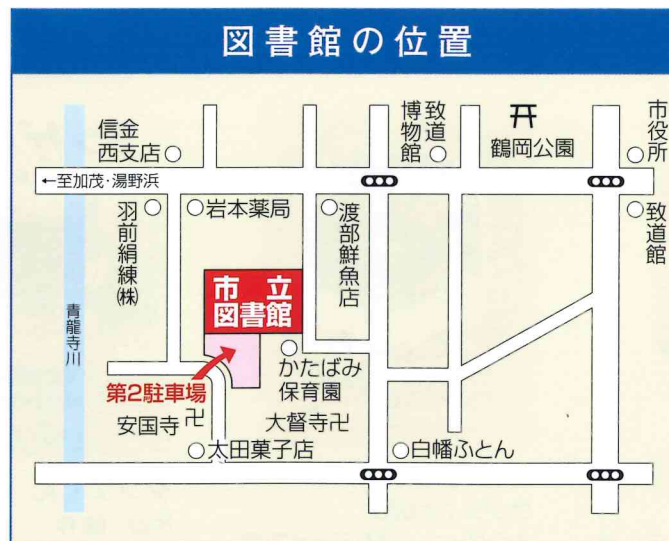 図書館の位置
信金
西支店
致道
博物館
鶴岡公園
市役所
←至加茂・湯野浜
羽前絹練㈱
岩本薬局
渡部鮮魚店
致道館
市立
図書館
青龍寺川
第2駐車場
かたばみ
保育園
安国寺卍
大督寺卍
太田菓子店
白幡ふとん